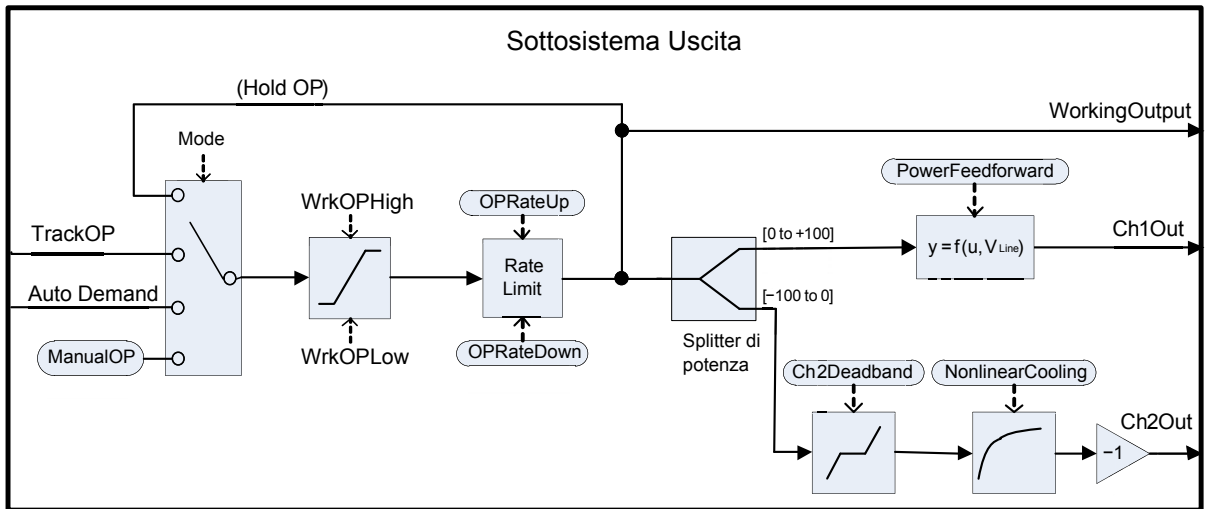 Sottosistema Uscita
(Hold OP)
WorkingOutput
Mode
PowerFeedforward
WrkOPHigh
OPRateUp
TrackOP
[0 to +100]
y = f(u, VLine)
Ch1Out
Rate
Limit
Auto Demand
[−100 to 0]
ManualOP
WrkOPLow
OPRateDown
Splitter di
potenza
Ch2Deadband
NonlinearCooling
Ch2Out
−1